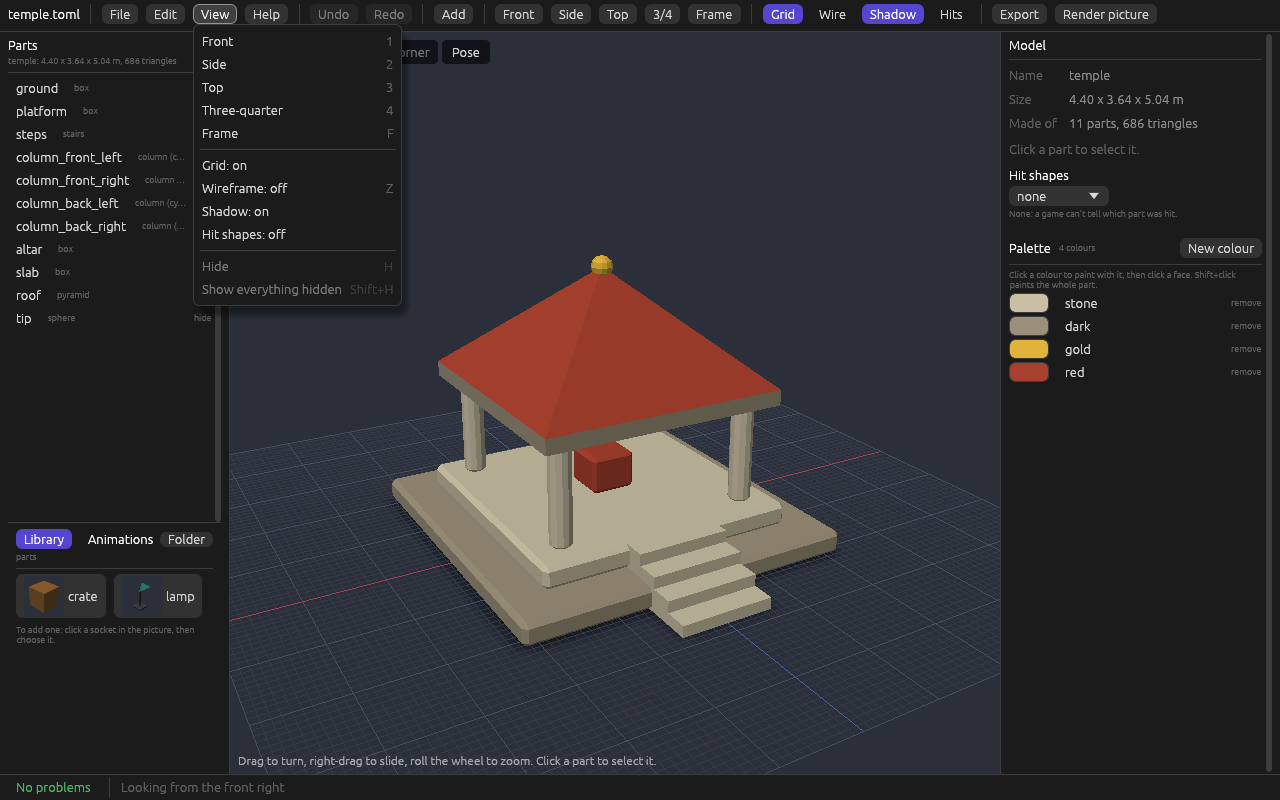 temple.toml File Edit View Help Undo Redo Add Front Side Top 3/4 Frame Grid Wire Shadow Hits Export Render picture
Parts
temple: 4.40 x 3.64 x 5.04 m, 686 triangles
ground box
platform box
steps stairs
column_front_left column (c...
column_front_right column ...
column_back_left column (cy...
column_back_right column (...
altar box
slab box
roof pyramid
tip sphere hide
Front 1
Side 2
Top 3
Three-quarter 4
Frame F
Grid: on
Wireframe: off Z
Shadow: on
Hit shapes: off
Hide H
Show everything hidden Shift+H
orner Pose
Library Animations Folder
parts
crate lamp
To add one: click a socket in the picture, then
choose it.
Drag to turn, right-drag to slide, roll the wheel to zoom. Click a part to select it.
Model
Name temple
Size 4.40 x 3.64 x 5.04 m
Made of 11 parts, 686 triangles
Click a part to select it.
Hit shapes
none
None: a game can't tell which part was hit.
Palette 4 colours New colour
Click a colour to paint with it, then click a face. Shift+click
paints the whole part.
stone remove
dark remove
gold remove
red remove
No problems Looking from the front right